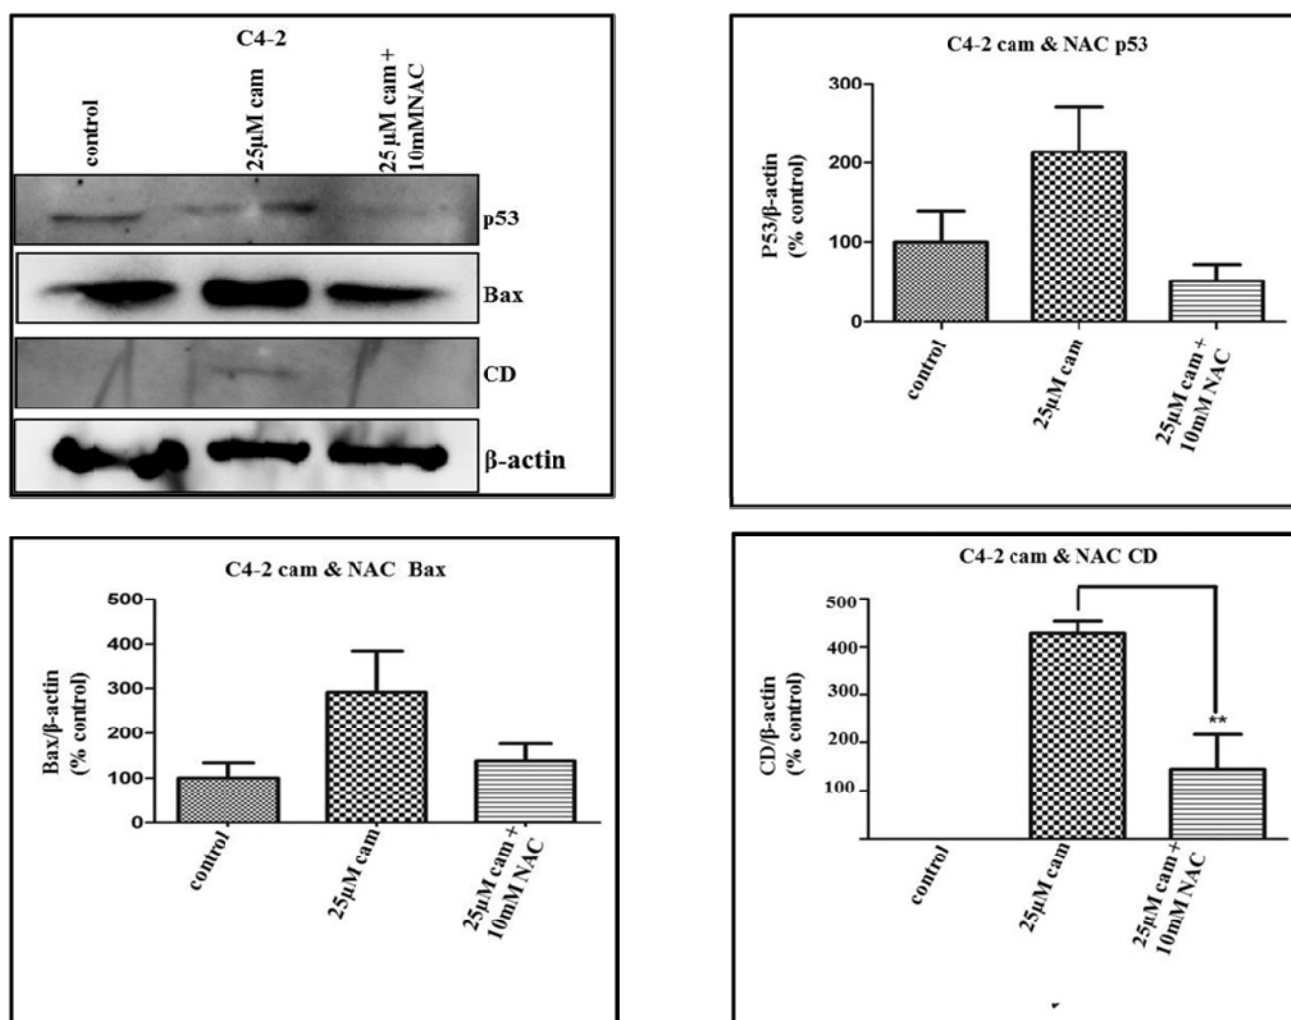 C4-2
control
25µM cam
25 µM cam+
10mMNAC
p53
Bax
CD
β-actin
C4-2 cam & NAC p53
P53/β-actin
(% control)
300
200
100
0
control
25µM cam
25µM cam+
10mM NAC
C4-2 cam & NAC Bax
Bax/β-actin
(% control)
500
400
300
200
100
0
control
25µM cam
25µM cam+
10mM NAC
C4-2 cam & NAC CD
CD/β-actin
(% control)
500
400
300
200
100
**
control
25µM cam
25µM cam+
10mM NAC